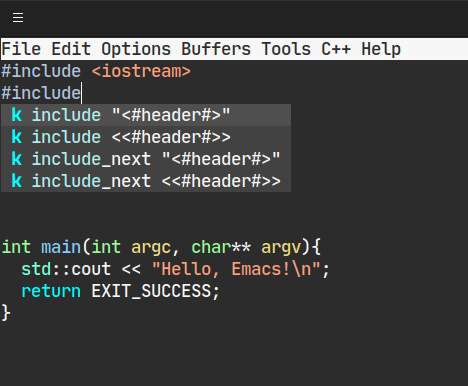 File Edit Options Buffers Tools C++ Help
#include <iostream>
#include
k include "<#header#>"
k include <<#header#>>
k include_next "<#header#>"
k include_next <<#header#>>
int main(int argc, char** argv){
  std::cout << "Hello, Emacs!\n";
  return EXIT_SUCCESS;
}